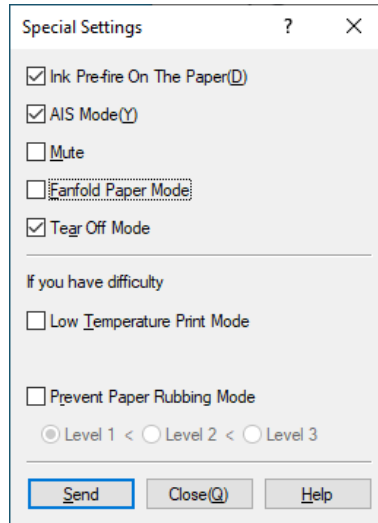 Special Settings ?
Ink Pre-fire On The Paper(D)
AIS Mode(Y)
Mute
Fanfold Paper Mode
Tear Off Mode
If you have difficulty
Low Temperature Print Mode
Prevent Paper Rubbing Mode
Level 1 < Level 2 < Level 3
Send Close(Q) Help